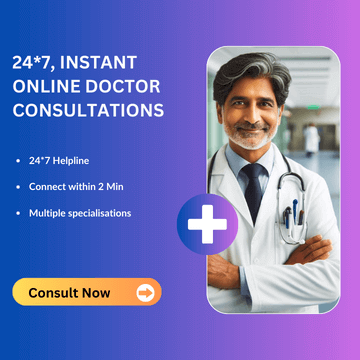 24*7, INSTANT
ONLINE DOCTOR
CONSULTATIONS
24*7 Helpline
Connect within 2 Min
Multiple specialisations
Consult Now